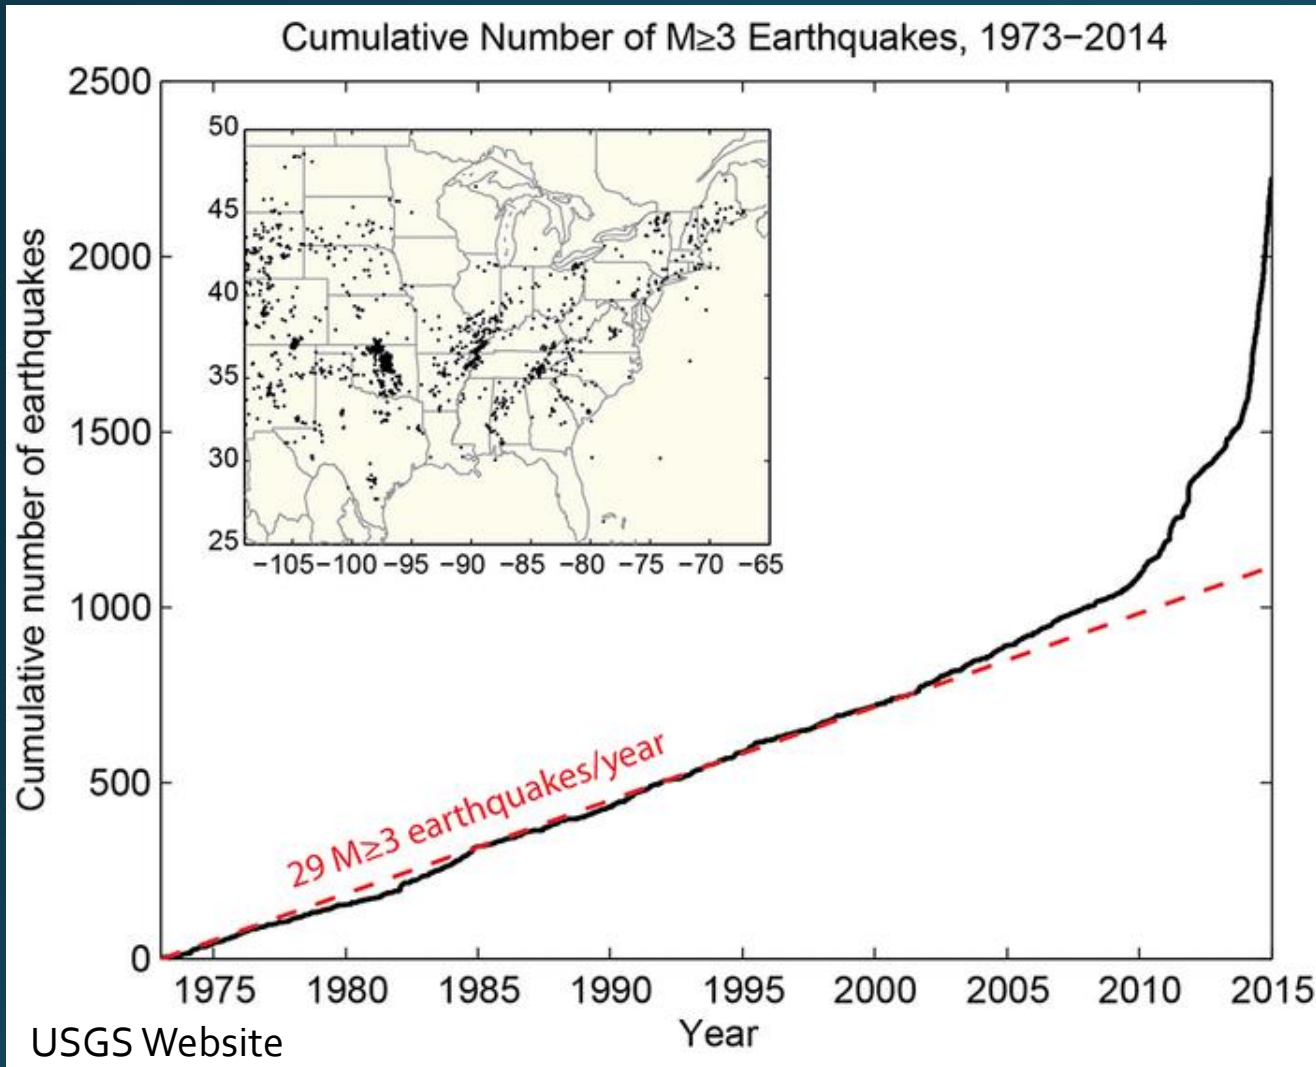 Cumulative Number of M≥3 Earthquakes, 1973−2014
Cumulative number of earthquakes
2500
2000
1500
1000
500
0
50
45
40
35
30
25
−105 −100 −95 −90 −85 −80 −75 −70 −65
29 M≥3 earthquakes/year
1975 1980 1985 1990 1995 2000 2005 2010 2015
Year
USGS Website